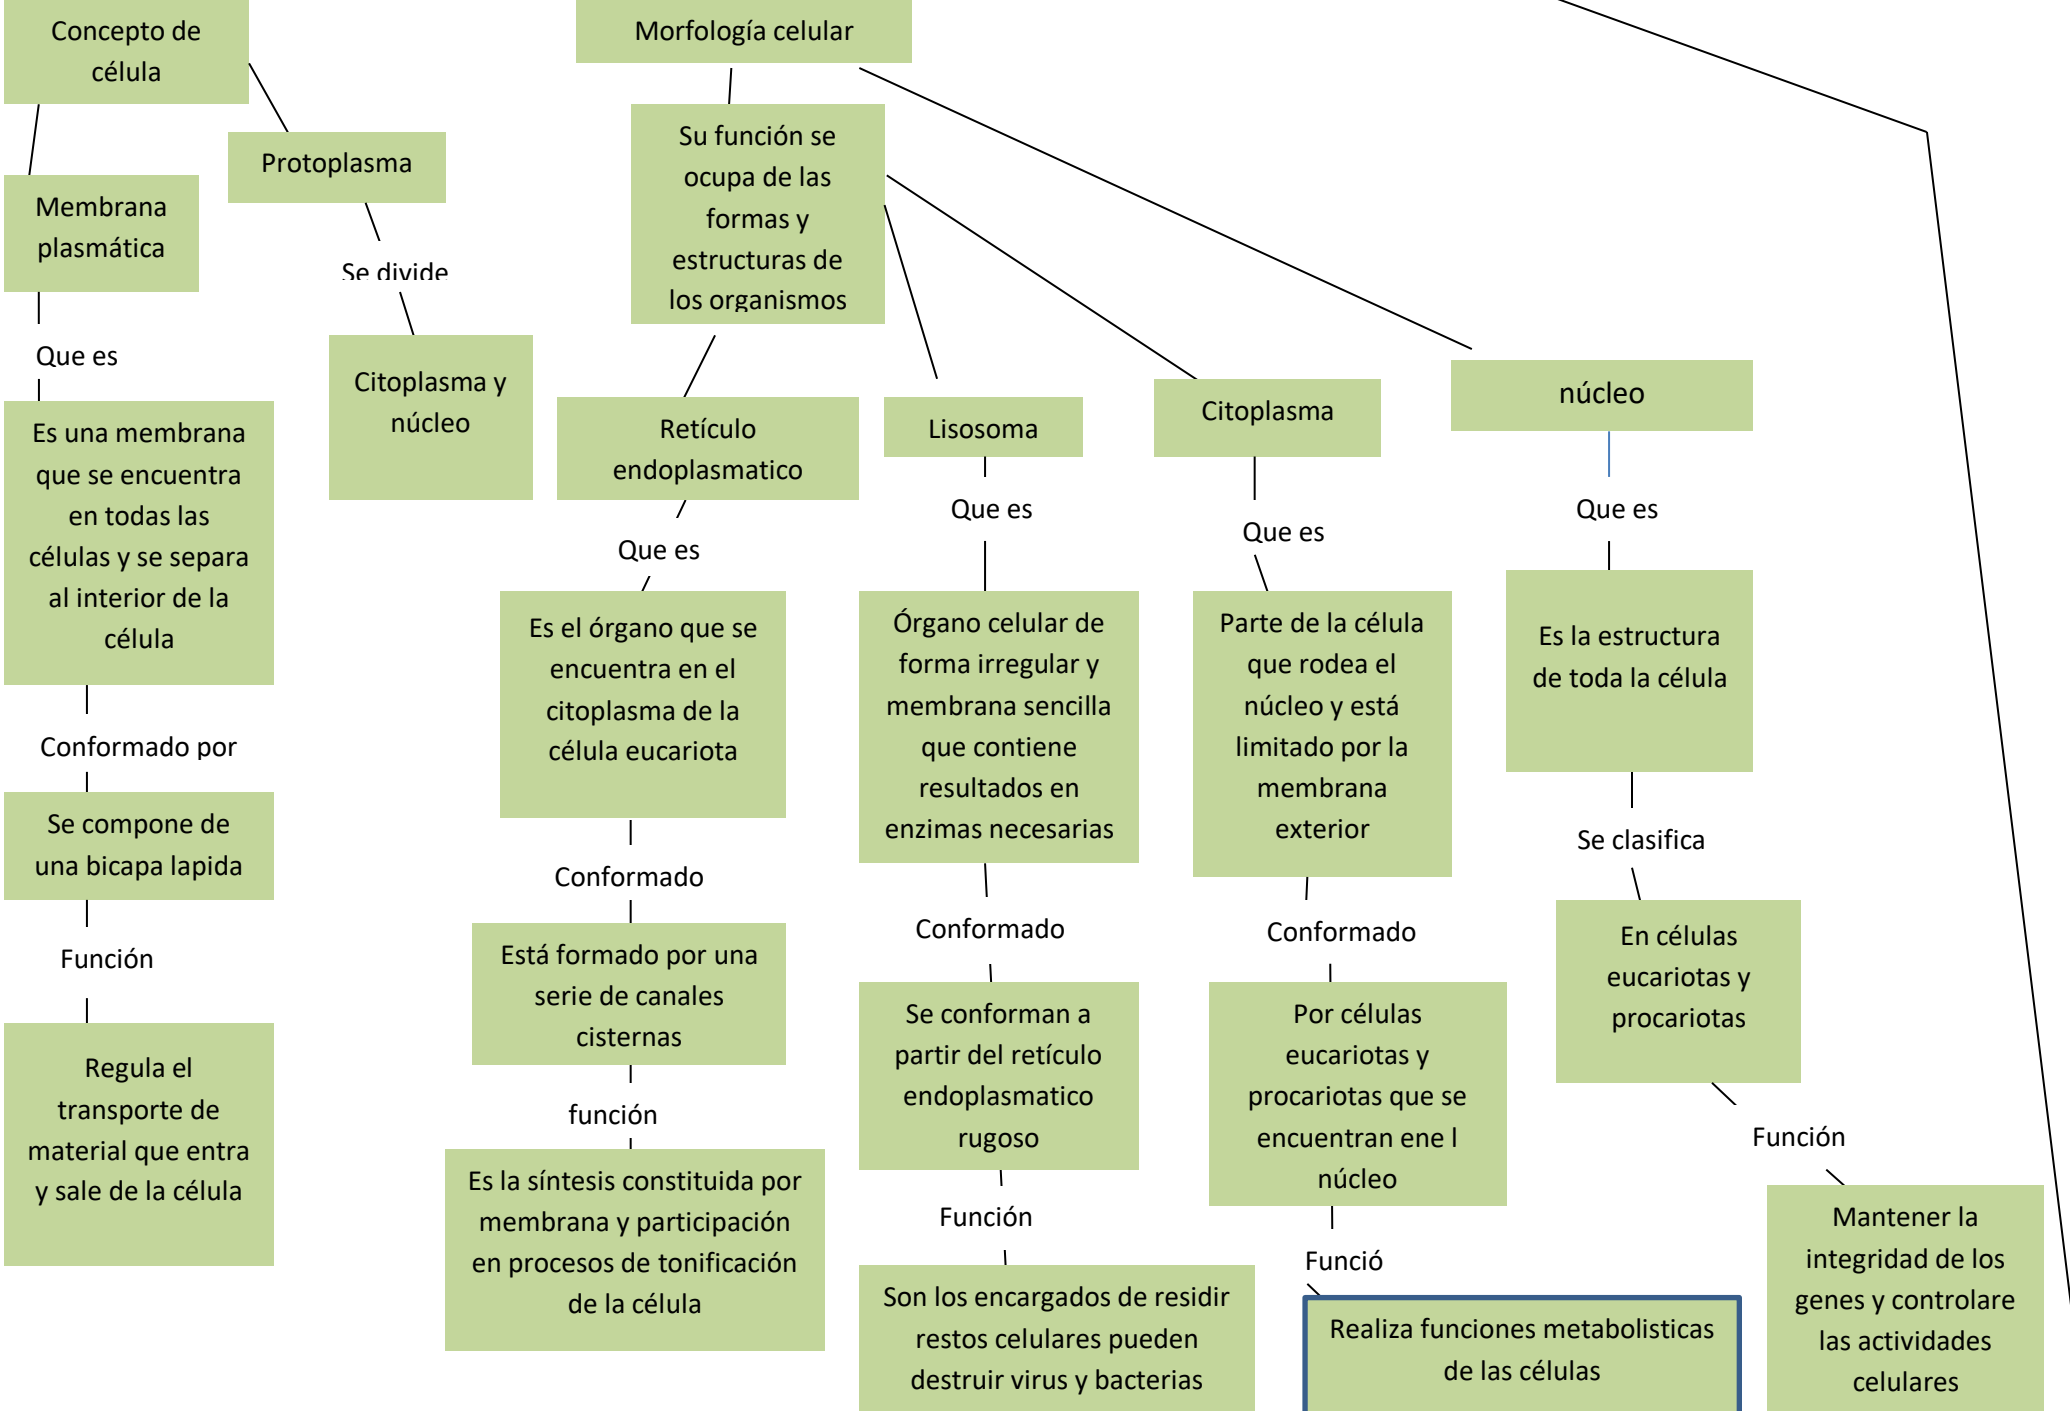 Concepto de
célula
Morfología celular
Protoplasma
Membrana
plasmática
Se divide
Citoplasma y
núcleo
Que es
Es una membrana
que se encuentra
en todas las
células y se separa
al interior de la
célula
Conformado por
Se compone de
una bicapa lapida
Función
Regula el
transporte de
material que entra
y sale de la célula
Su función se
ocupa de las
formas y
estructuras de
los organismos
Retículo
endoplasmatico
Que es
Es el órgano que se
encuentra en el
citoplasma de la
célula eucariota
Conformado
Está formado por una
serie de canales
cisternas
función
Es la síntesis constituida por
membrana y participación
en procesos de tonificación
de la célula
Lisosoma
Que es
Órgano celular de
forma irregular y
membrana sencilla
que contiene
resultados en
enzimas necesarias
Conformado
Se conforman a
partir del retículo
endoplasmatico
rugoso
Función
Son los encargados de residir
restos celulares pueden
destruir virus y bacterias
Citoplasma
Que es
Parte de la célula
que rodea el
núcleo y está
limitado por la
membrana
exterior
Conformado
Por células
eucariotas y
procariotas que se
encuentran ene l
núcleo
Funció
Realiza funciones metabolisticas
de las células
núcleo
Que es
Es la estructura
de toda la célula
Se clasifica
En células
eucariotas y
procariotas
Función
Mantener la
integridad de los
genes y controlare
las actividades
celulares